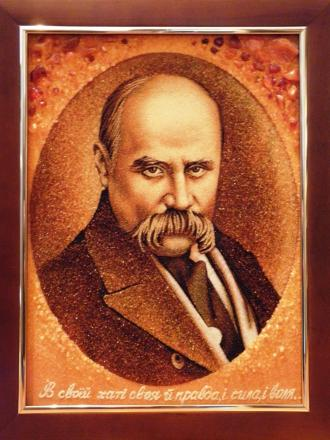 В своїй хаті своя й правда, і сила, і воля...